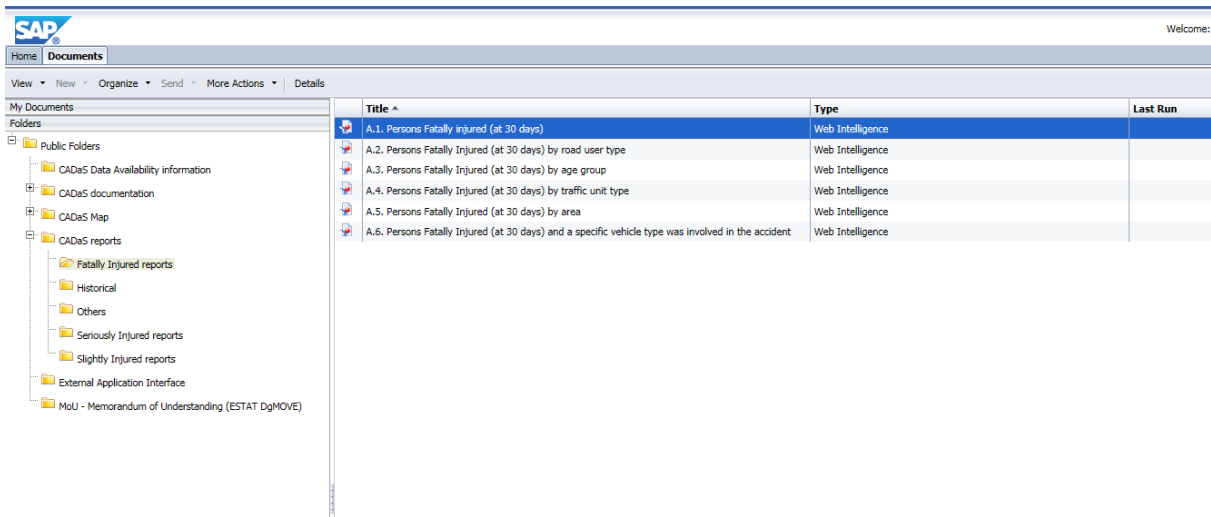 SAP
Welcome:
Home Documents
View New Organize Send More Actions Details
My Documents
Folders
Public Folders
CADaS Data Availability information
CADaS documentation
CADaS Map
CADaS reports
Fatally Injured reports
Historical
Others
Seriously Injured reports
Slightly Injured reports
External Application Interface
MoU - Memorandum of Understanding (ESTAT DgMOVE)
Title Type Last Run
A.1. Persons Fatally injured (at 30 days) Web Intelligence
A.2. Persons Fatally Injured (at 30 days) by road user type Web Intelligence
A.3. Persons Fatally Injured (at 30 days) by age group Web Intelligence
A.4. Persons Fatally Injured (at 30 days) by traffic unit type Web Intelligence
A.5. Persons Fatally Injured (at 30 days) by area Web Intelligence
A.6. Persons Fatally Injured (at 30 days) and a specific vehicle type was involved in the accident Web Intelligence